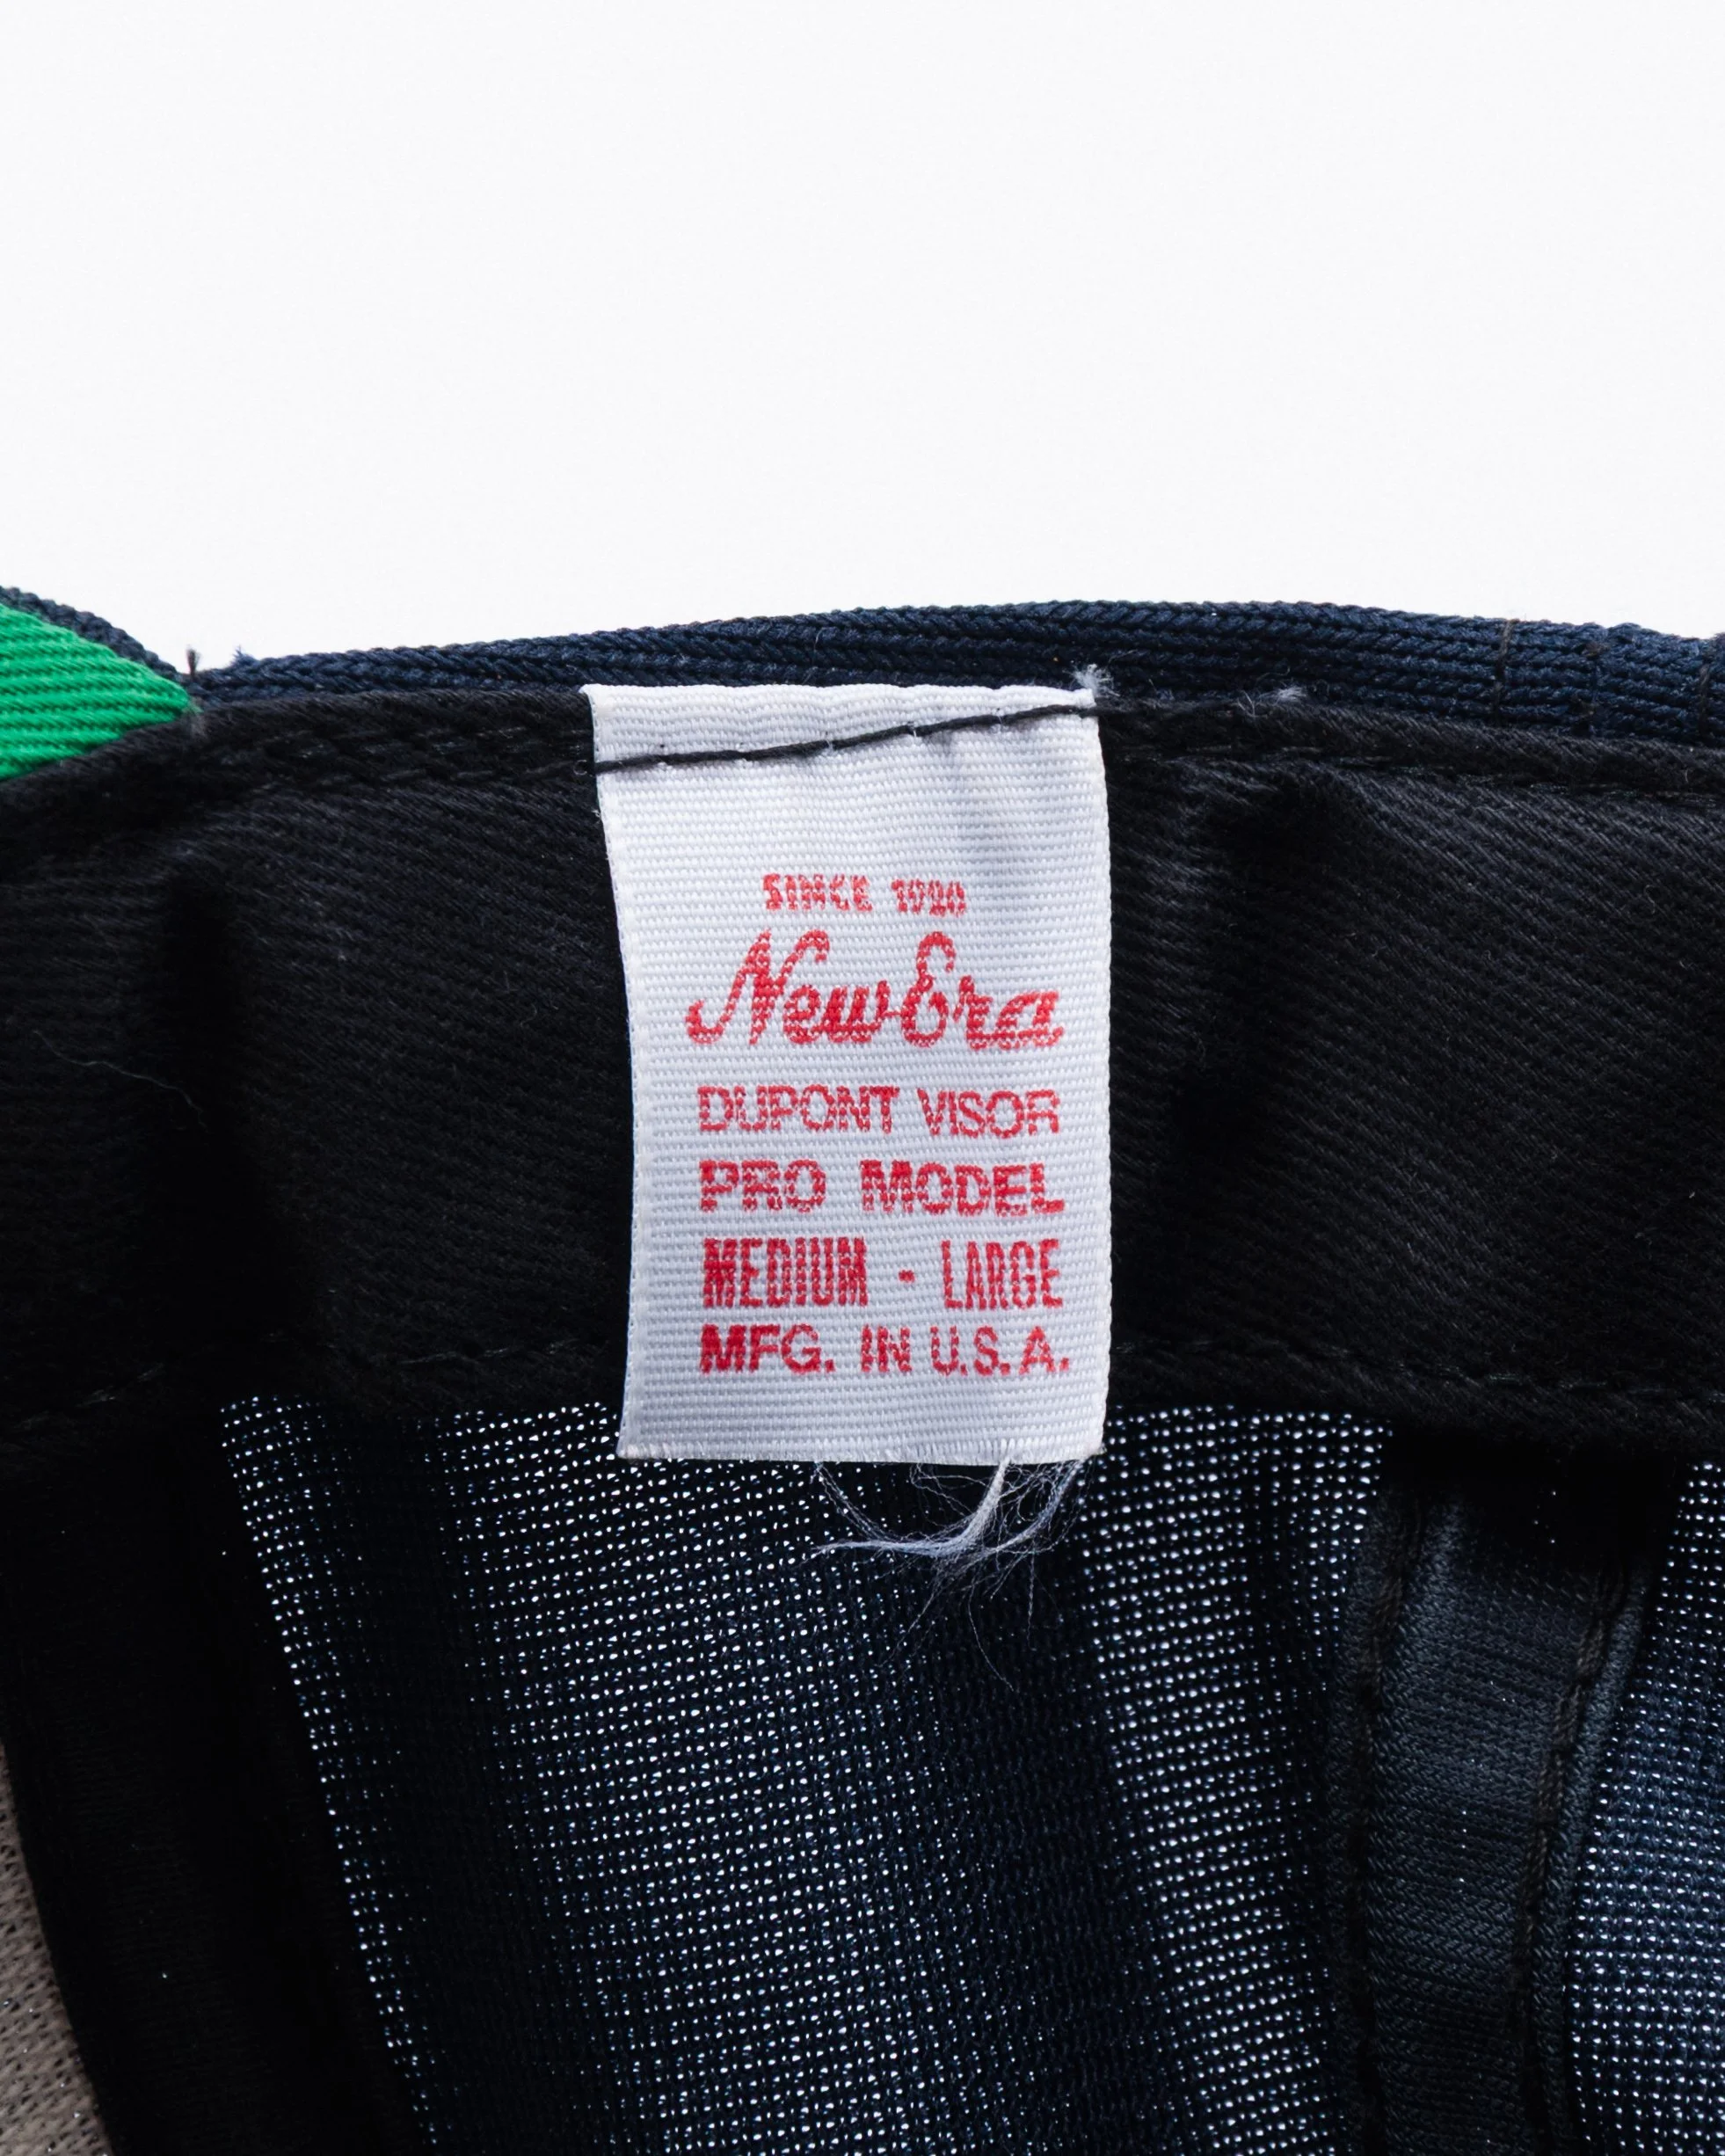 SINCE 1920
New Era
DUPONT VISOR
PRO MODEL
MEDIUM - LARGE
MFG. IN U.S.A.